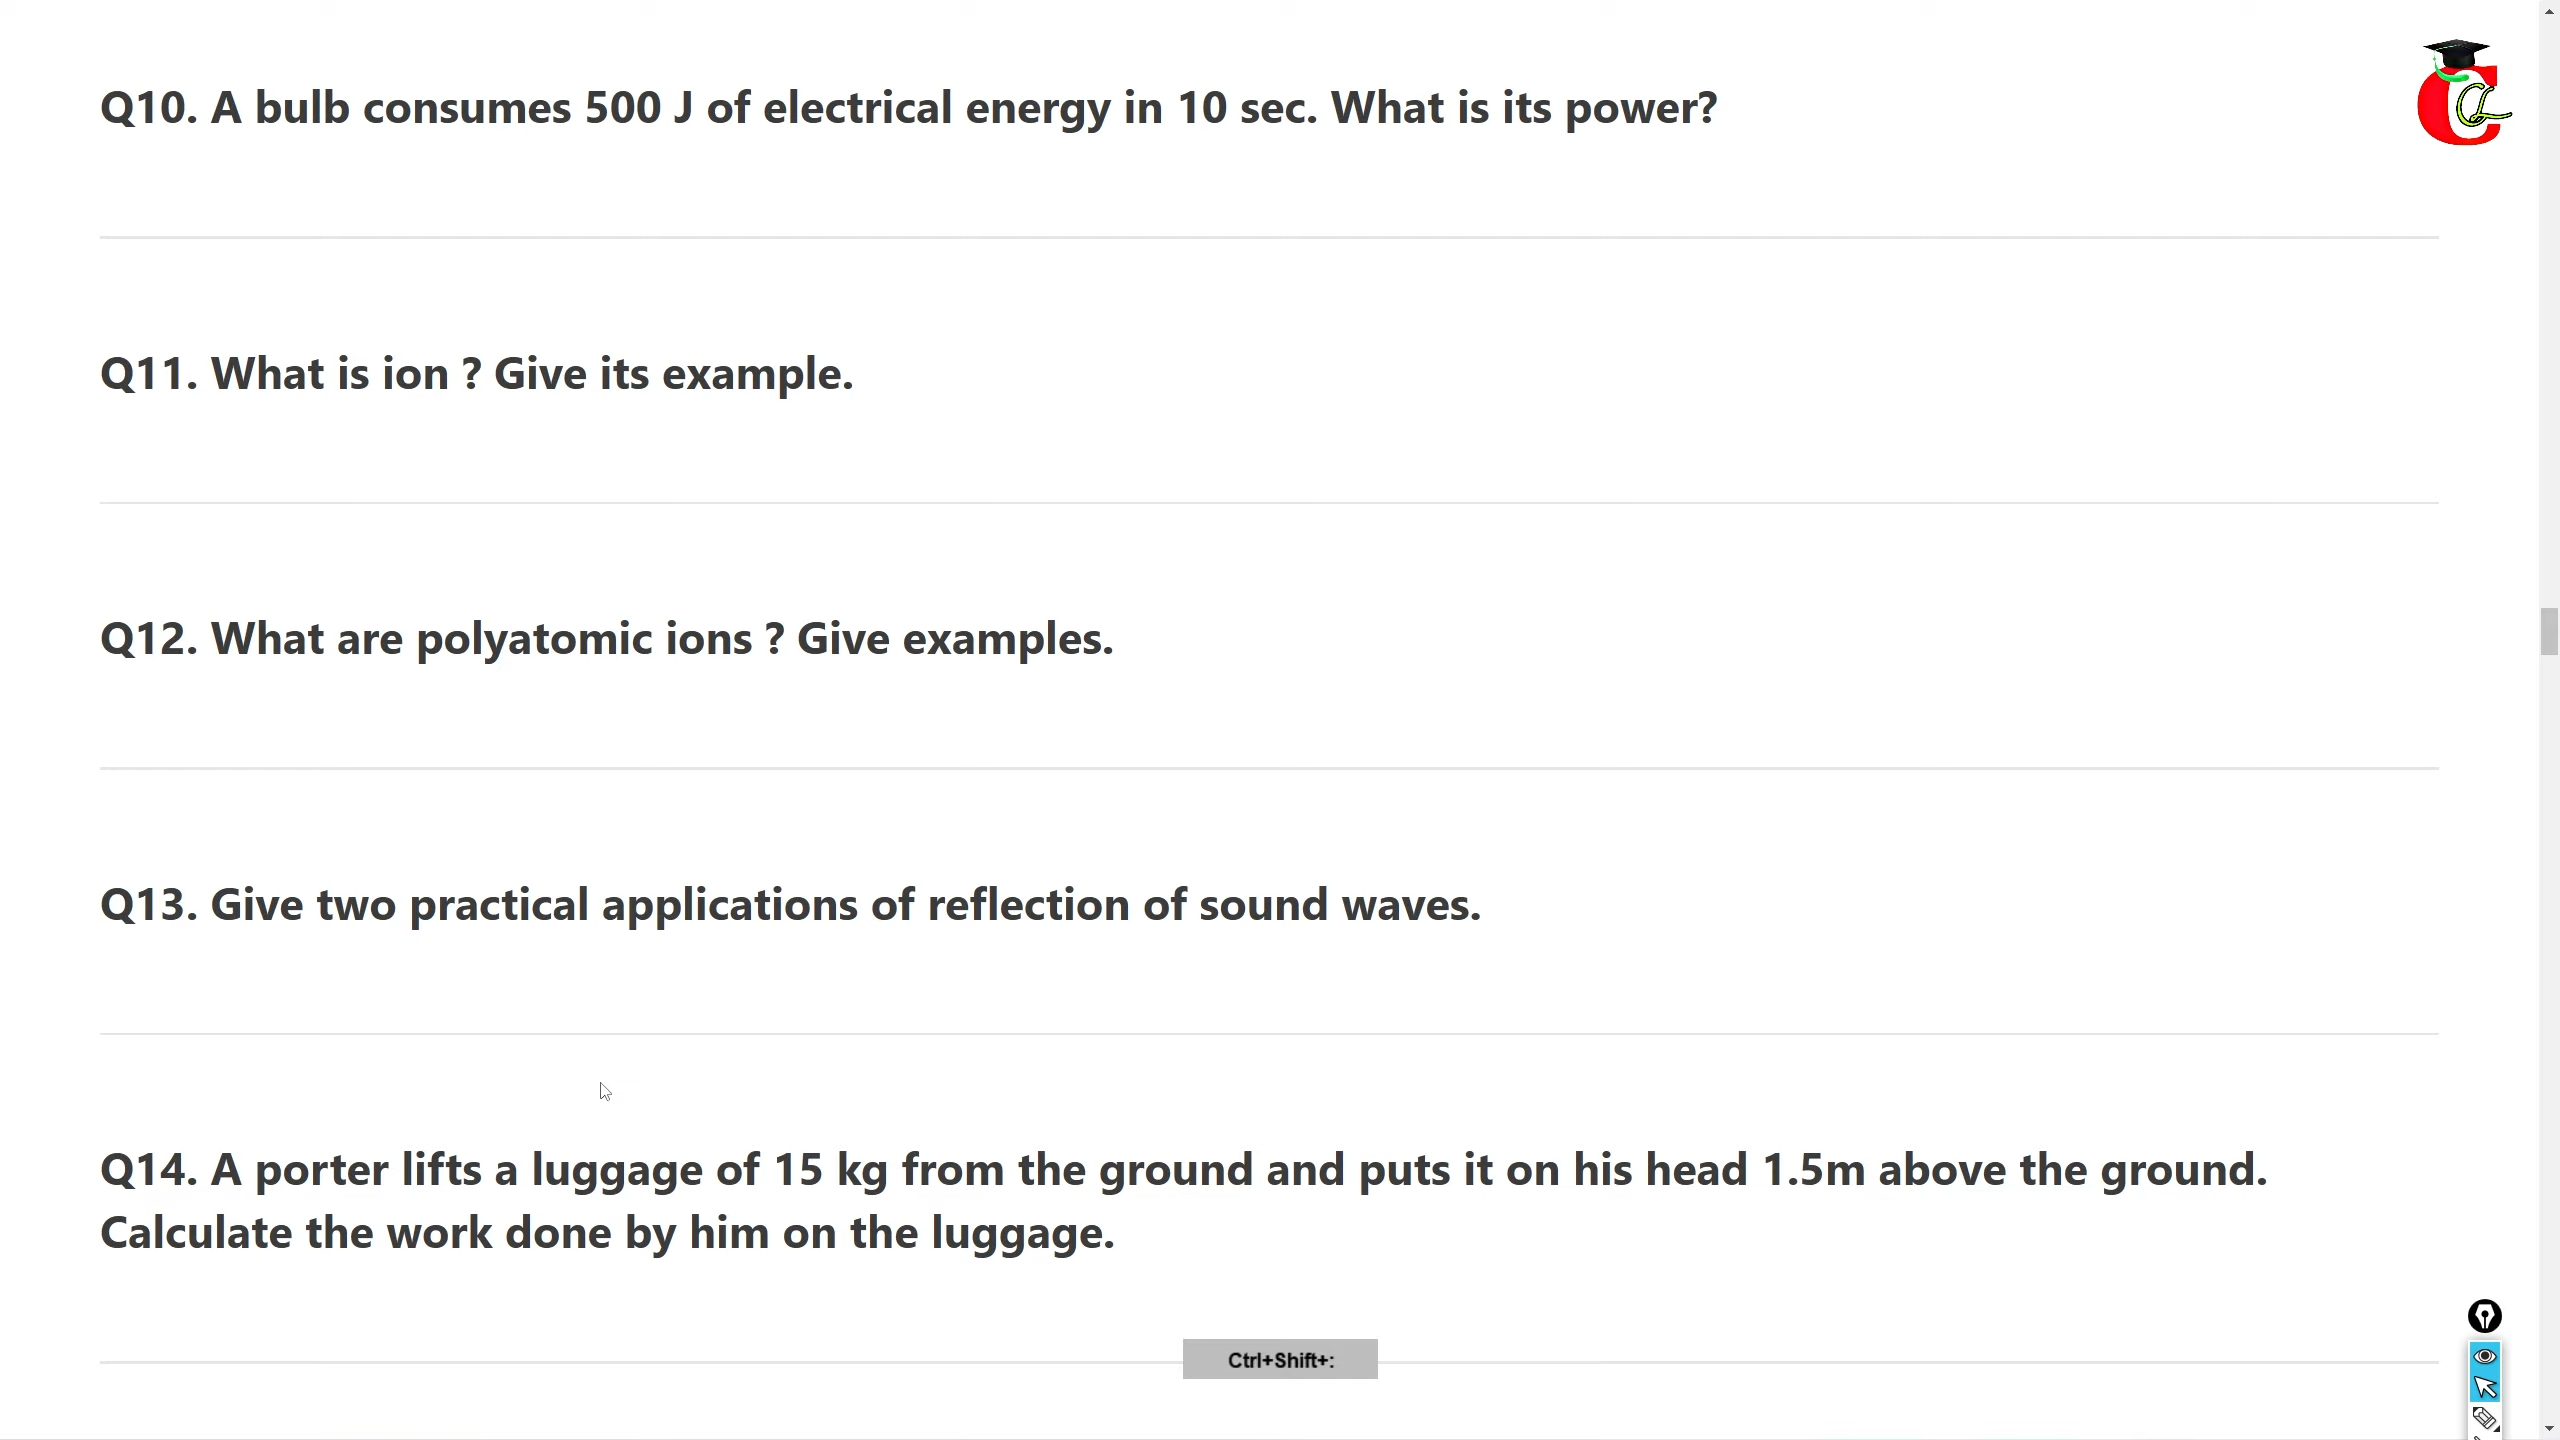 Q10. A bulb consumes 500 J of electrical energy in 10 sec. What is its power?
Q11. What is ion ? Give its example.
Q12. What are polyatomic ions ? Give examples.
Q13. Give two practical applications of reflection of sound waves.
Q14. A porter lifts a luggage of 15 kg from the ground and puts it on his head 1.5m above the ground.
Calculate the work done by him on the luggage.
Ctrl+Shift+: